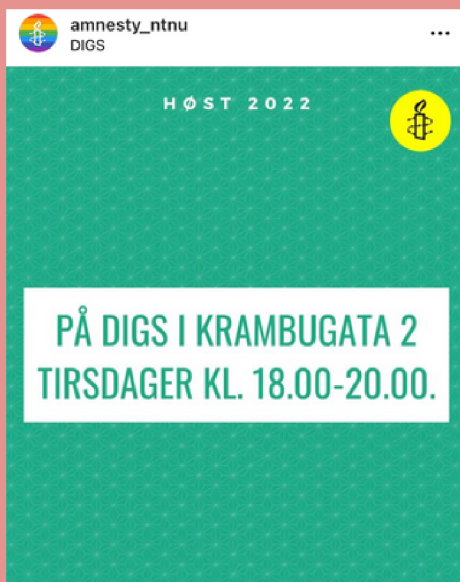 amnesty_ntnu
DIGS
HØST 2022
PÅ DIGS I KRAMBUGATA 2
TIRSDAGER KL. 18.00-20.00.